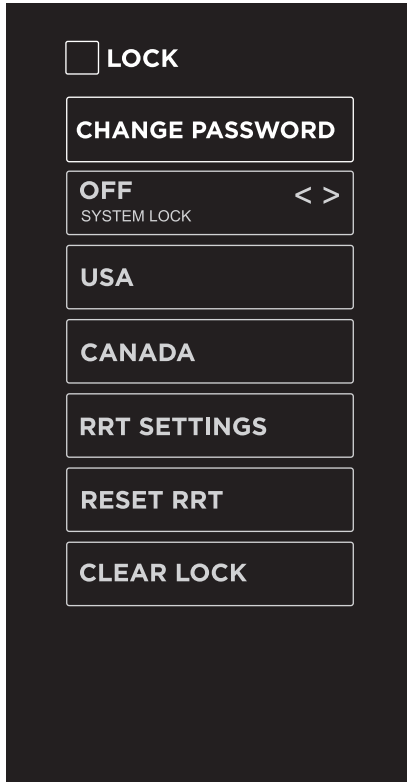 LOCK
CHANGE PASSWORD
OFF < >
SYSTEM LOCK
USA
CANADA
RRT SETTINGS
RESET RRT
CLEAR LOCK